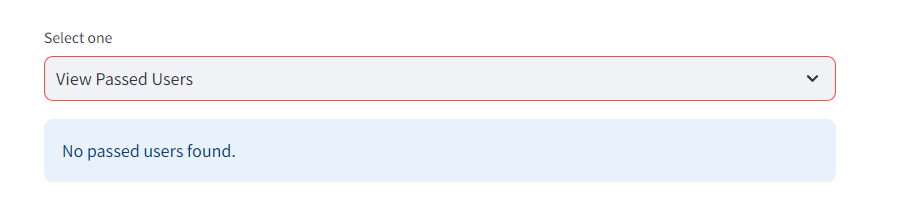 Select one
View Passed Users
No passed users found.